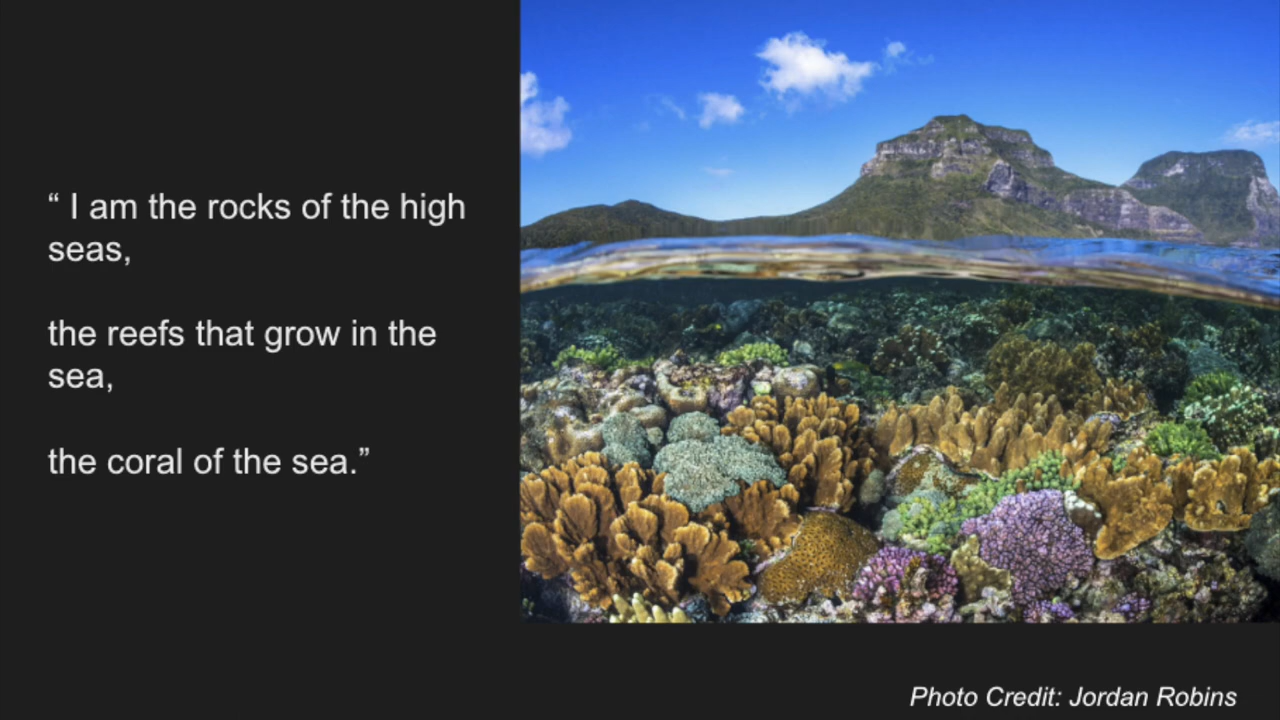 “ I am the rocks of the high
seas,
the reefs that grow in the
sea,
the coral of the sea.”
Photo Credit: Jordan Robins